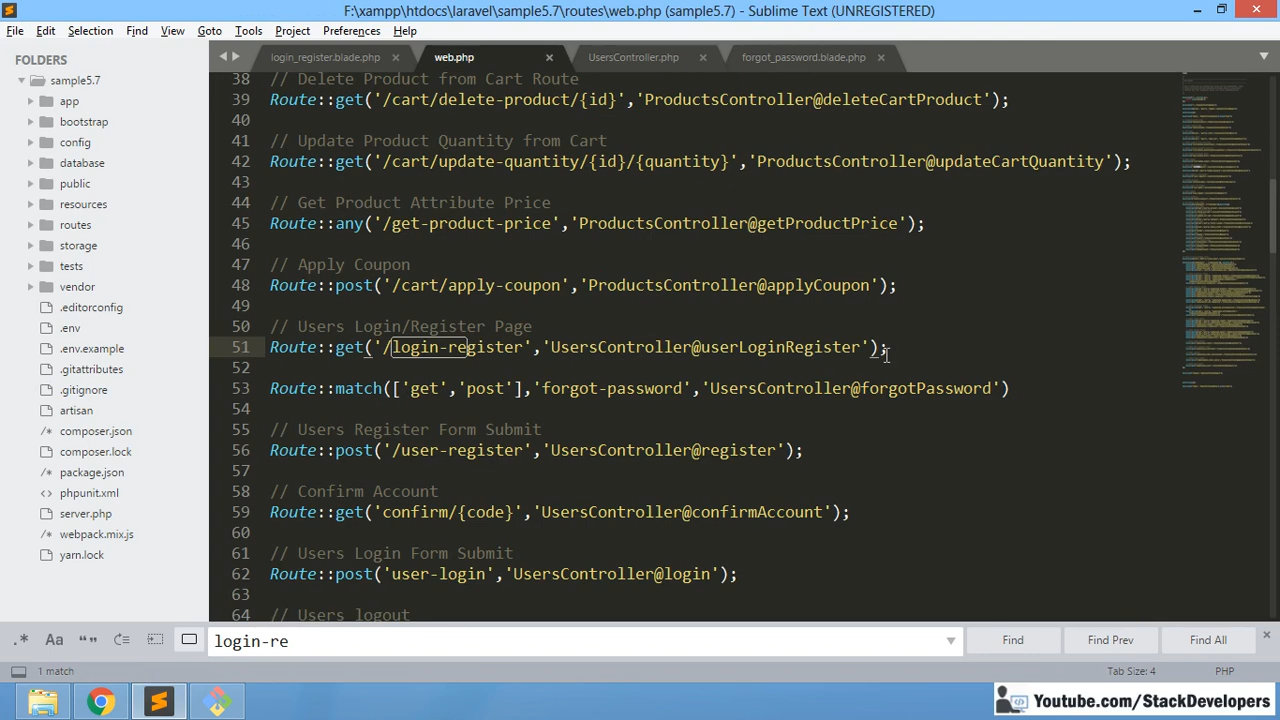 F:\xampp\htdocs\laravel\sample5.7\routes\web.php (sample5.7) - Sublime Text (UNREGISTERED)
File Edit Selection Find View Goto Tools Project Preferences Help
FOLDERS
sample5.7
app
bootstrap
config
database
public
resources
routes
storage
tests
vendor
.editorconfig
.env
.env.example
.gitattributes
.gitignore
artisan
composer.json
composer.lock
package.json
phpunit.xml
server.php
webpack.mix.js
yarn.lock
login_register.blade.php web.php UsersController.php forgot_password.blade.php
38 // Delete Product from Cart Route
39 Route::get('/cart/delete-product/{id}','ProductsController@deleteCartProduct');
40
41 // Update Product Quantity from Cart
42 Route::get('/cart/update-quantity/{id}/{quantity}','ProductsController@updateCartQuantity');
43
44 // Get Product Attribute Price
45 Route::any('/get-product-price','ProductsController@getProductPrice');
46
47 // Apply Coupon
48 Route::post('/cart/apply-coupon','ProductsController@applyCoupon');
49
50 // Users Login/Register Page
51 Route::get('/login-register','UsersController@userLoginRegister');
52
53 Route::match(['get','post'],'forgot-password','UsersController@forgotPassword')
54
55 // Users Register Form Submit
56 Route::post('/user-register','UsersController@register');
57
58 // Confirm Account
59 Route::get('confirm/{code}','UsersController@confirmAccount');
60
61 // Users Login Form Submit
62 Route::post('user-login','UsersController@login');
63
64 // Users logout
.* Aa “” login-re Find Find Prev Find All
1 match Tab Size: 4 PHP
Youtube.com/StackDevelopers